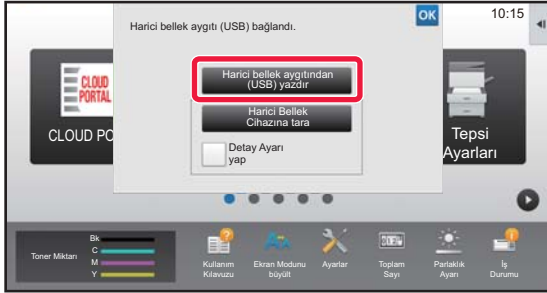 OK
10:15
Harici bellek aygıtı (USB) bağlandı.
Harici bellek aygıtından
(USB) yazdır
Harici Bellek
Cihazına tara
Detay Ayarı
yap
CLOUD
PORTAL
CLOUD PO
Tepsi
Ayarları
Toner Miktarı
Bk
C
M
Y
Kullanım
Kılavuzu
Ekran Modunu
büyült
Ayarlar
Toplam
Sayı
Parlaklık
Ayarı
İş
Durumu